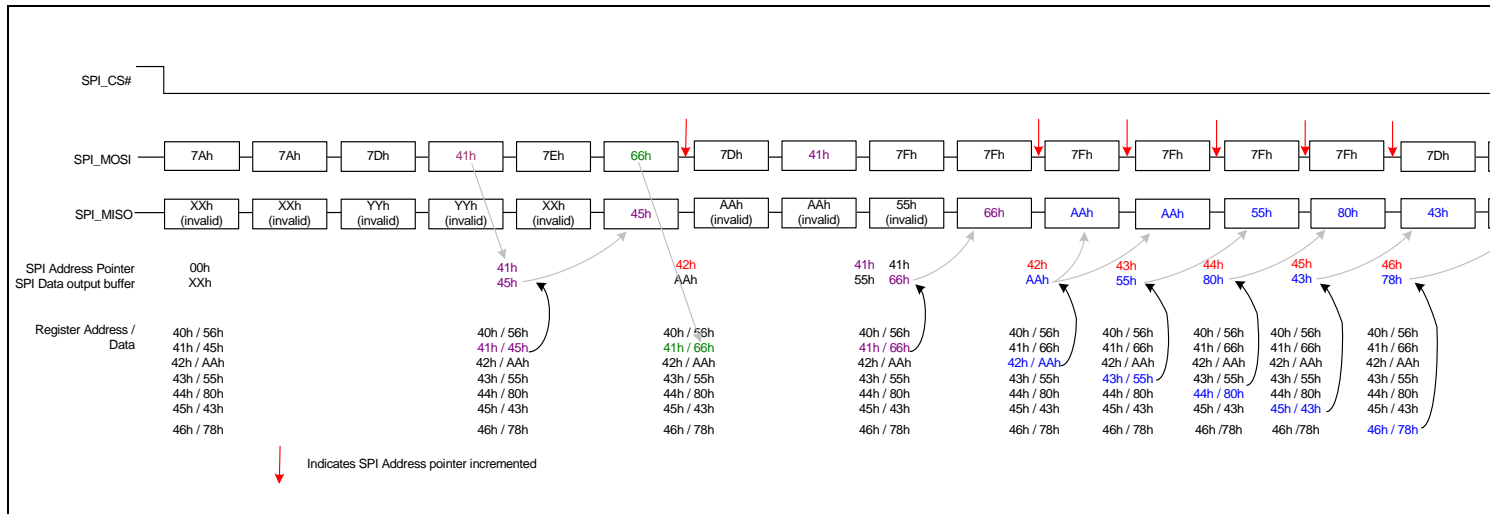 SPI_CS#
SPI_MOSI 7Ah 7Ah 7Dh 41h 7Eh 66h 7Dh 41h 7Fh 7Fh 7Fh 7Fh 7Fh 7Fh 7Dh
SPI_MISO XXh (invalid) XXh (invalid) YYh (invalid) YYh (invalid) XXh (invalid) 45h AAh (invalid) AAh (invalid) 55h (invalid) 66h AAh AAh 55h 80h 43h
SPI Address Pointer 00h 41h 42h 41h 41h 42h 43h 44h 45h 46h
SPI Data output buffer XXh 45h AAh 55h 66h AAh 55h 80h 43h 78h
Register Address / Data
40h / 56h 40h / 56h 40h / 56h 40h / 56h 40h / 56h 40h / 56h 40h / 56h 40h / 56h 40h / 56h
41h / 45h 41h / 45h 41h / 66h 41h / 66h 41h / 66h 41h / 66h 41h / 66h 41h / 66h 41h / 66h
42h / AAh 42h / AAh 42h / AAh 42h / AAh 42h / AAh 42h / AAh 42h / AAh 42h / AAh 42h / AAh
43h / 55h 43h / 55h 43h / 55h 43h / 55h 43h / 55h 43h / 55h 43h / 55h 43h / 55h 43h / 55h
44h / 80h 44h / 80h 44h / 80h 44h / 80h 44h / 80h 44h / 80h 44h / 80h 44h / 80h 44h / 80h
45h / 43h 45h / 43h 45h / 43h 45h / 43h 45h / 43h 45h / 43h 45h / 43h 45h / 43h 45h / 43h
46h / 78h 46h / 78h 46h / 78h 46h / 78h 46h / 78h 46h / 78h 46h /78h 46h /78h 46h / 78h
Indicates SPI Address pointer incremented